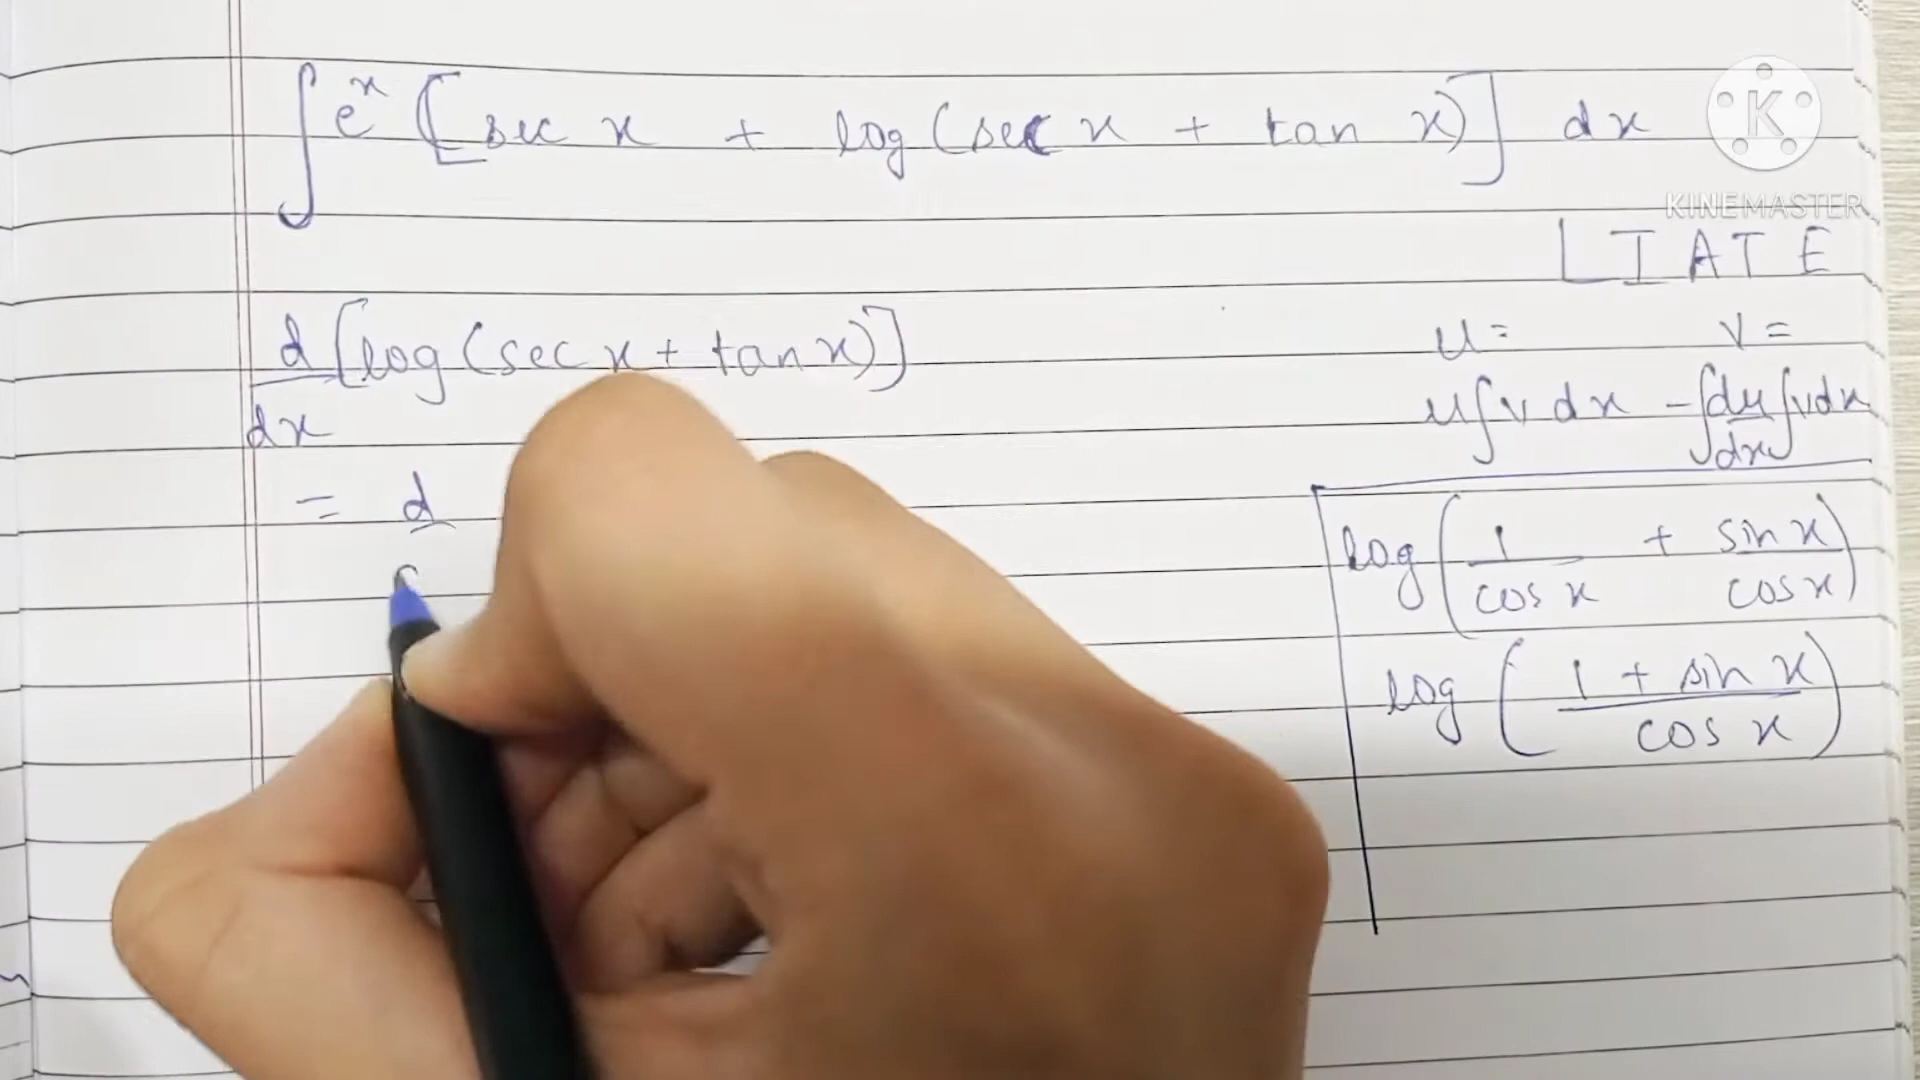 ∫ eˣ [sec x + log (sec x + tan x)] dx
K
KINEMASTER
LIATE
d/dx [log (sec x + tan x)]
u = v =
u∫v dx - ∫du/dx ∫v dx
= d
log (1/cos x + sin x/cos x)
log (1 + sin x/cos x)